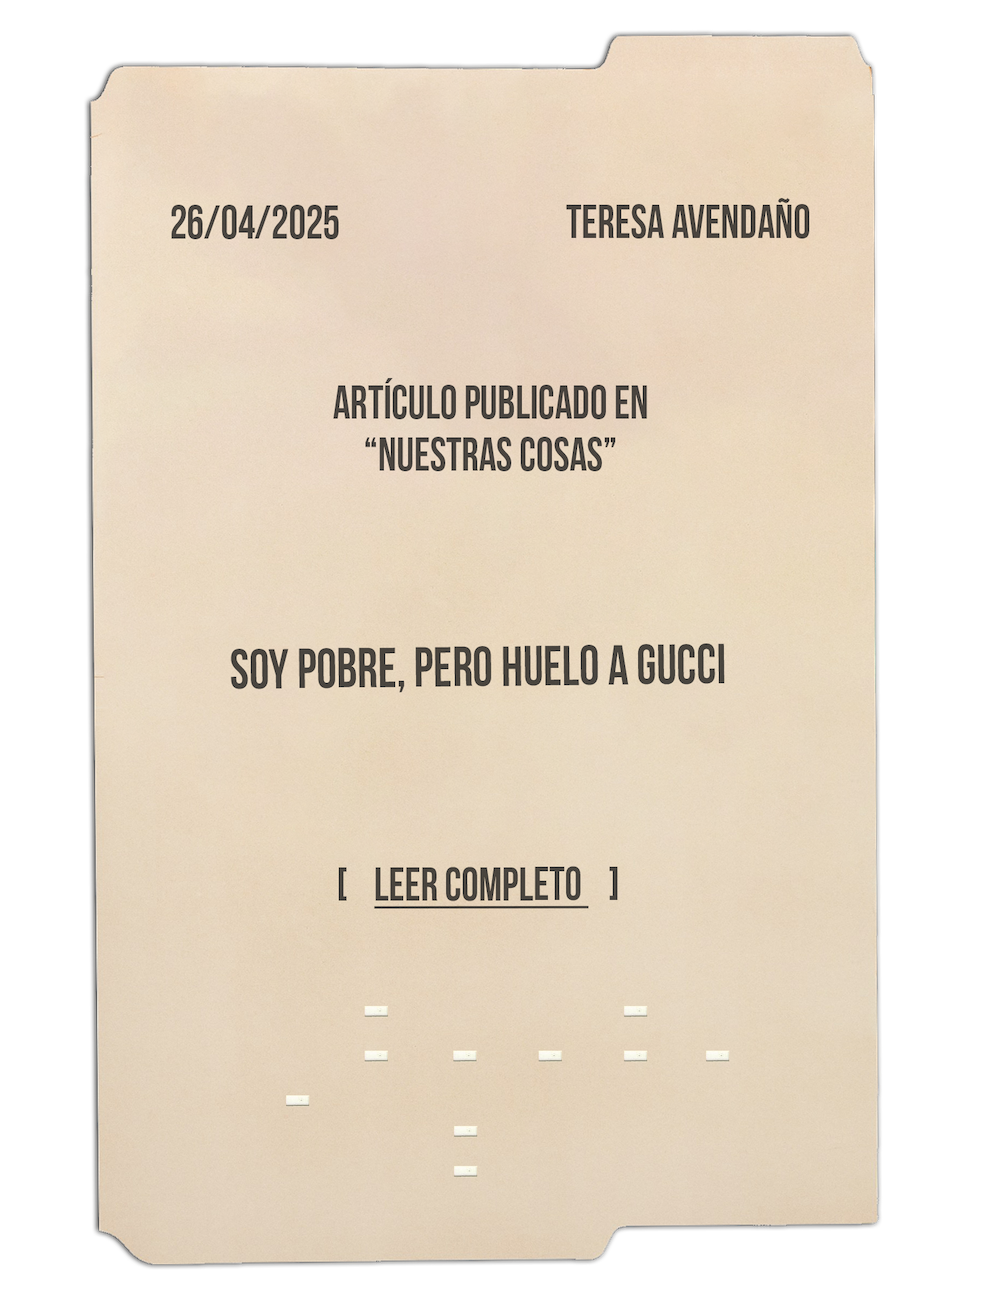 26/04/2025 TERESA AVENDAÑO
ARTÍCULO PUBLICADO EN
“NUESTRAS COSAS”
SOY POBRE, PERO HUELO A GUCCI
[ LEER COMPLETO ]